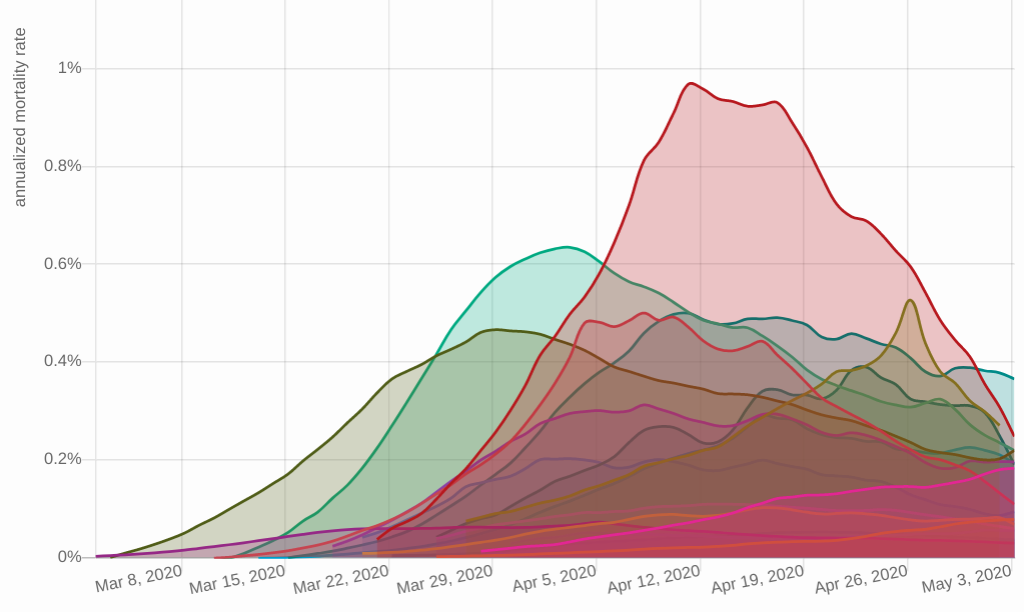 annualized mortality rate
1%
0.8%
0.6%
0.4%
0.2%
0%
Mar 8, 2020
Mar 15, 2020
Mar 22, 2020
Mar 29, 2020
Apr 5, 2020
Apr 12, 2020
Apr 19, 2020
Apr 26, 2020
May 3, 2020